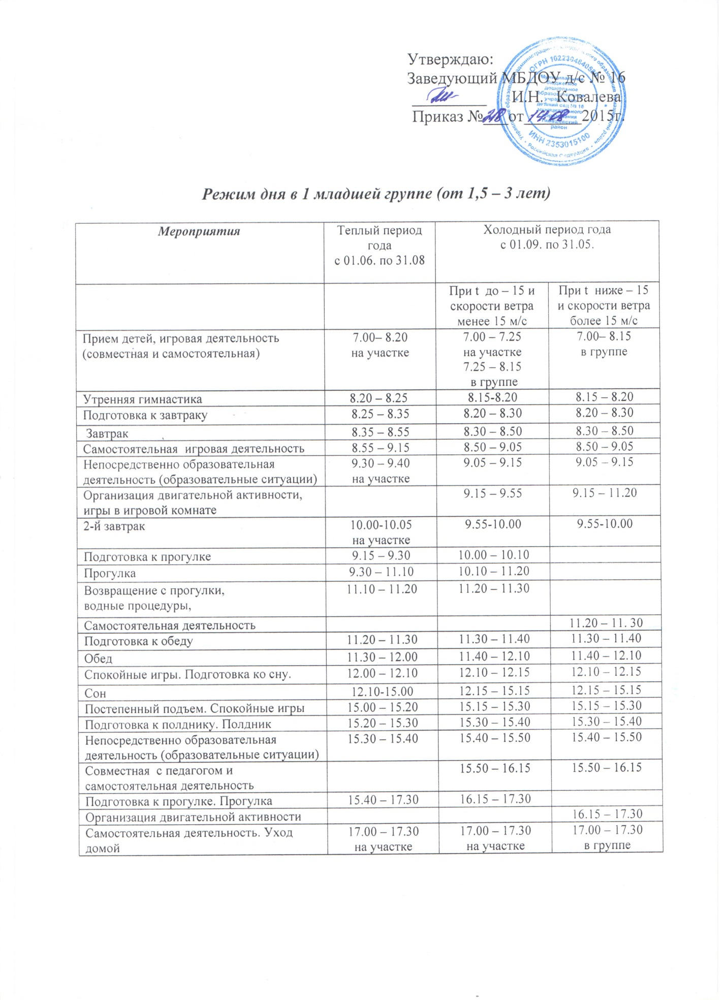 Утверждаю:
Заведующий МБДОУ д/с № 16
И.Н. Ковалева
Приказ № 218 от 14.08 2015г.
ОГРН 1022304840580
Муниципальное
бюджетное
дошкольное
образовательное
учреждение
детский сад № 16
муниципального
образования
Тимашевский
район
ИНН 2353015100
Российская Федерация
Режим дня в 1 младшей группе (от 1,5 – 3 лет)
Мероприятия
Теплый период
года
с 01.06. по 31.08
Холодный период года
с 01.09. по 31.05.
При t до – 15 и
скорости ветра
менее 15 м/с
При t ниже – 15
и скорости ветра
более 15 м/с
Прием детей, игровая деятельность
(совместная и самостоятельная)
7.00– 8.20
на участке
7.00 – 7.25
на участке
7.25 – 8.15
в группе
7.00– 8.15
в группе
Утренняя гимнастика 8.20 – 8.25 8.15-8.20 8.15 – 8.20
Подготовка к завтраку 8.25 – 8.35 8.20 – 8.30 8.20 – 8.30
Завтрак 8.35 – 8.55 8.30 – 8.50 8.30 – 8.50
Самостоятельная игровая деятельность 8.55 – 9.15 8.50 – 9.05 8.50 – 9.05
Непосредственно образовательная
деятельность (образовательные ситуации)
9.30 – 9.40
на участке
9.05 – 9.15
9.05 – 9.15
Организация двигательной активности,
игры в игровой комнате
9.15 – 9.55
9.15 – 11.20
2-й завтрак
10.00-10.05
на участке
9.55-10.00
9.55-10.00
Подготовка к прогулке 9.15 – 9.30 10.00 – 10.10
Прогулка 9.30 – 11.10 10.10 – 11.20
Возвращение с прогулки,
водные процедуры,
11.10 – 11.20
11.20 – 11.30
Самостоятельная деятельность 11.20 – 11. 30
Подготовка к обеду 11.20 – 11.30 11.30 – 11.40 11.30 – 11.40
Обед 11.30 – 12.00 11.40 – 12.10 11.40 – 12.10
Спокойные игры. Подготовка ко сну. 12.00 – 12.10 12.10 – 12.15 12.10 – 12.15
Сон 12.10-15.00 12.15 – 15.15 12.15 – 15.15
Постепенный подъем. Спокойные игры 15.00 – 15.20 15.15 – 15.30 15.15 – 15.30
Подготовка к полднику. Полдник 15.20 – 15.30 15.30 – 15.40 15.30 – 15.40
Непосредственно образовательная
деятельность (образовательные ситуации)
15.30 – 15.40
15.40 – 15.50
15.40 – 15.50
Совместная с педагогом и
самостоятельная деятельность
15.50 – 16.15
15.50 – 16.15
Подготовка к прогулке. Прогулка 15.40 – 17.30 16.15 – 17.30
Организация двигательной активности 16.15 – 17.30
Самостоятельная деятельность. Уход
домой
17.00 – 17.30
на участке
17.00 – 17.30
на участке
17.00 – 17.30
в группе